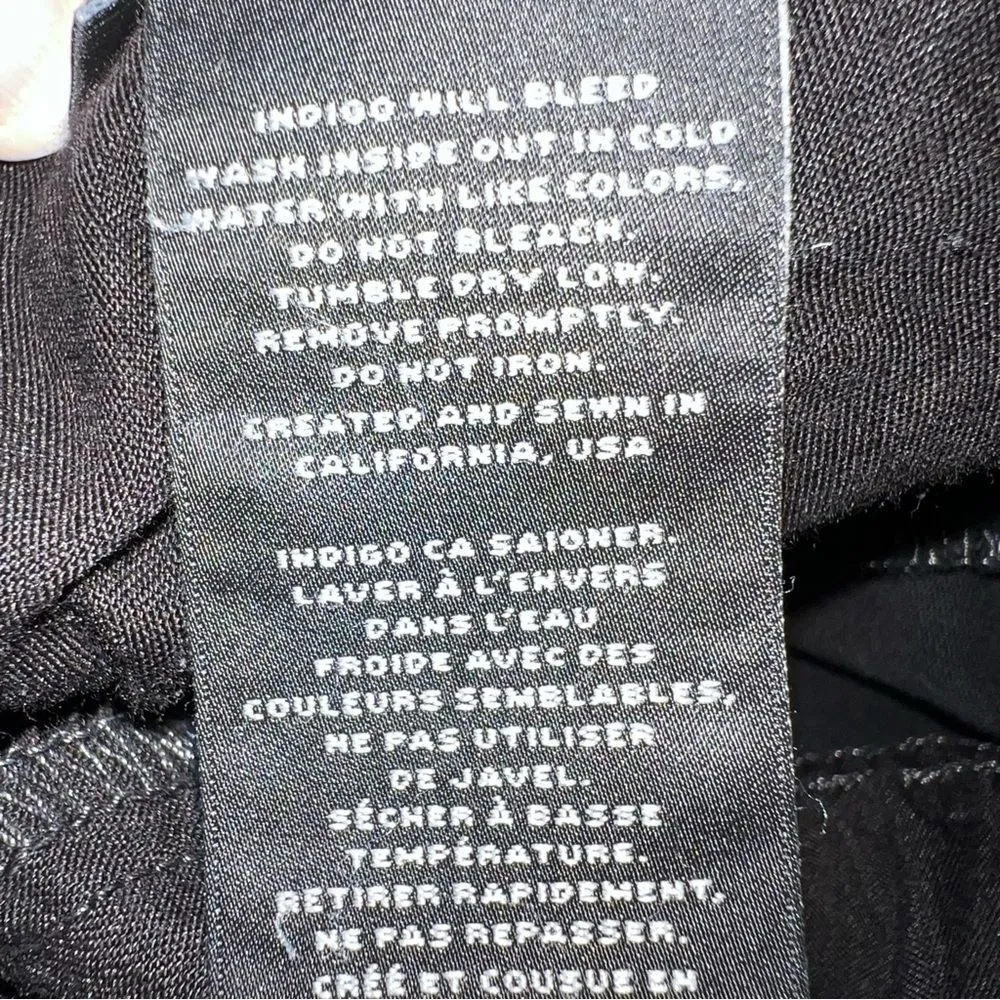 INDIGO WILL BLEED
WASH INSIDE OUT IN COLD
WATER WITH LIKE COLORS,
DO NOT BLEACH.
TUMBLE DRY LOW.
REMOVE PROMPTLY.
DO NOT IRON.
CREATED AND SEWN IN
CALIFORNIA, USA
INDIGO CA SAIGNER.
LAVER À L'ENVERS
DANS L'EAU
FROIDE AVEC DES
COULEURS SEMBLABLES,
NE PAS UTILISER
DE JAVEL.
SÉCHER À BASSE
TEMPÉRATURE.
RETIRER RAPIDEMENT,
NE PAS REPASSER.
CRÉÉ ET COUSUE EN